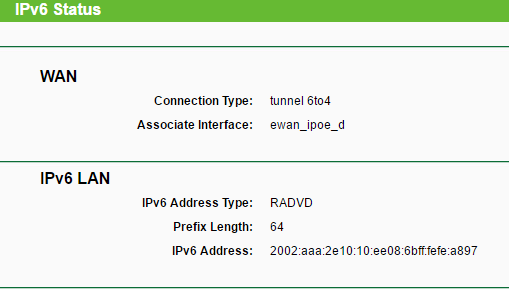 IPv6 Status
WAN
Connection Type: tunnel 6to4
Associate Interface: ewan_ipoe_d
IPv6 LAN
IPv6 Address Type: RADVD
Prefix Length: 64
IPv6 Address: 2002:aaa:2e10:10:ee08:6bff:fefe:a897